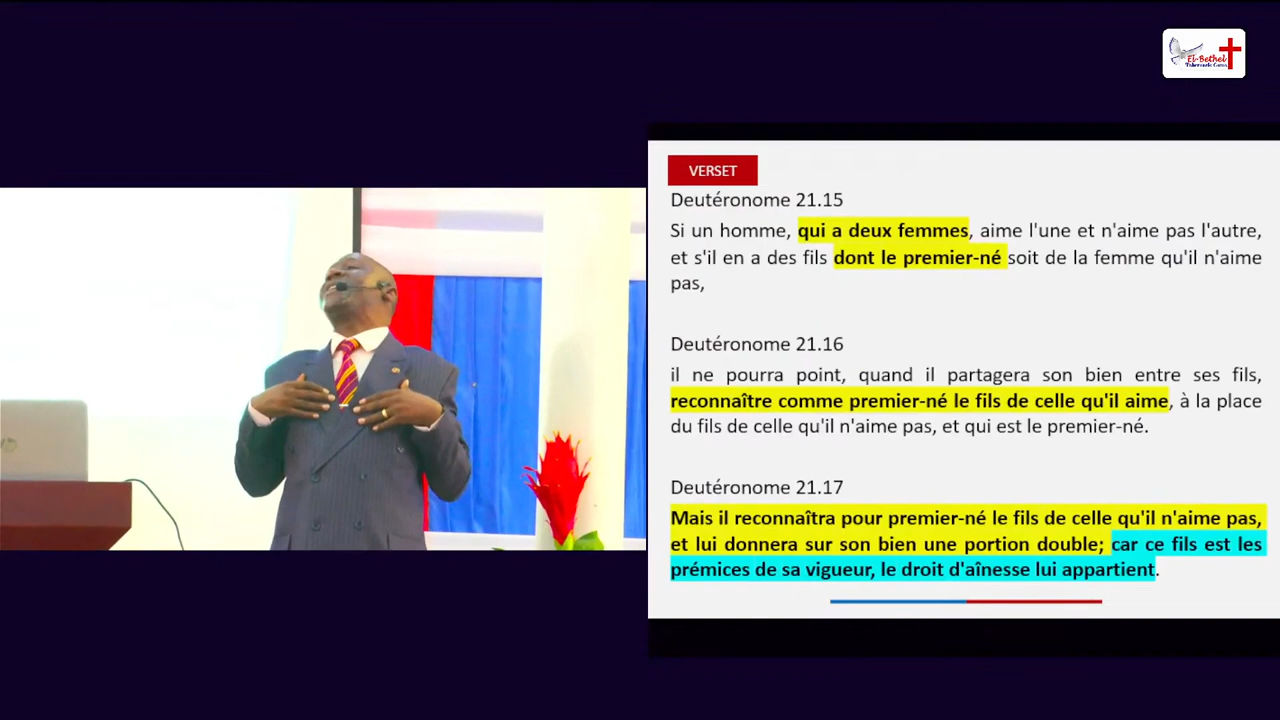 El-Bethel
VERSET
Deutéronome 21.15
Si un homme, qui a deux femmes, aime l'une et n'aime pas l'autre,
et s'il en a des fils dont le premier-né soit de la femme qu'il n'aime
pas,
Deutéronome 21.16
il ne pourra point, quand il partagera son bien entre ses fils,
reconnaître comme premier-né le fils de celle qu'il aime, à la place
du fils de celle qu'il n'aime pas, et qui est le premier-né.
Deutéronome 21.17
Mais il reconnaîtra pour premier-né le fils de celle qu'il n'aime pas,
et lui donnera sur son bien une portion double; car ce fils est les
prémices de sa vigueur, le droit d'aînesse lui appartient.